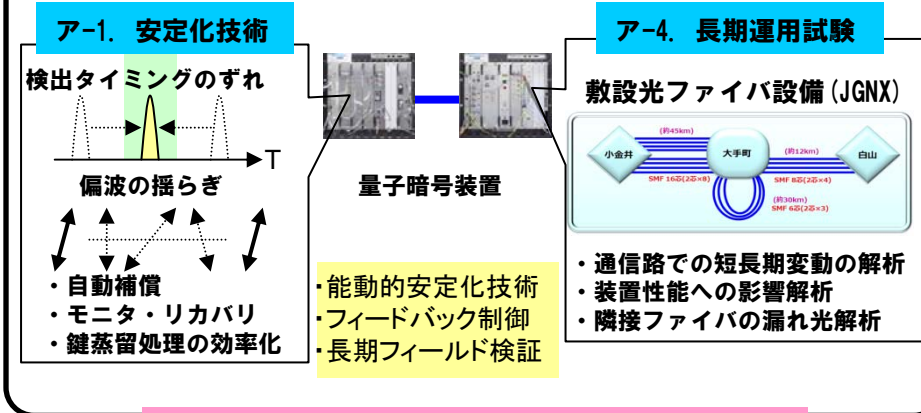 ア-1. 安定化技術
検出タイミングのずれ
T
偏波の揺らぎ
・自動補償
・モニタ・リカバリ
・鍵蒸留処理の効率化
量子暗号装置
・能動的安定化技術
・フィードバック制御
・長期フィールド検証
ア-4. 長期運用試験
敷設光ファイバ設備(JGNX)
(約45km)
小金井
大手町
(約12km)
白山
SMF 16芯(2芯×8)
SMF 8芯(2芯×4)
(約30km)
SMF 6芯(2芯×3)
・通信路での短長期変動の解析
・装置性能への影響解析
・隣接ファイバの漏れ光解析